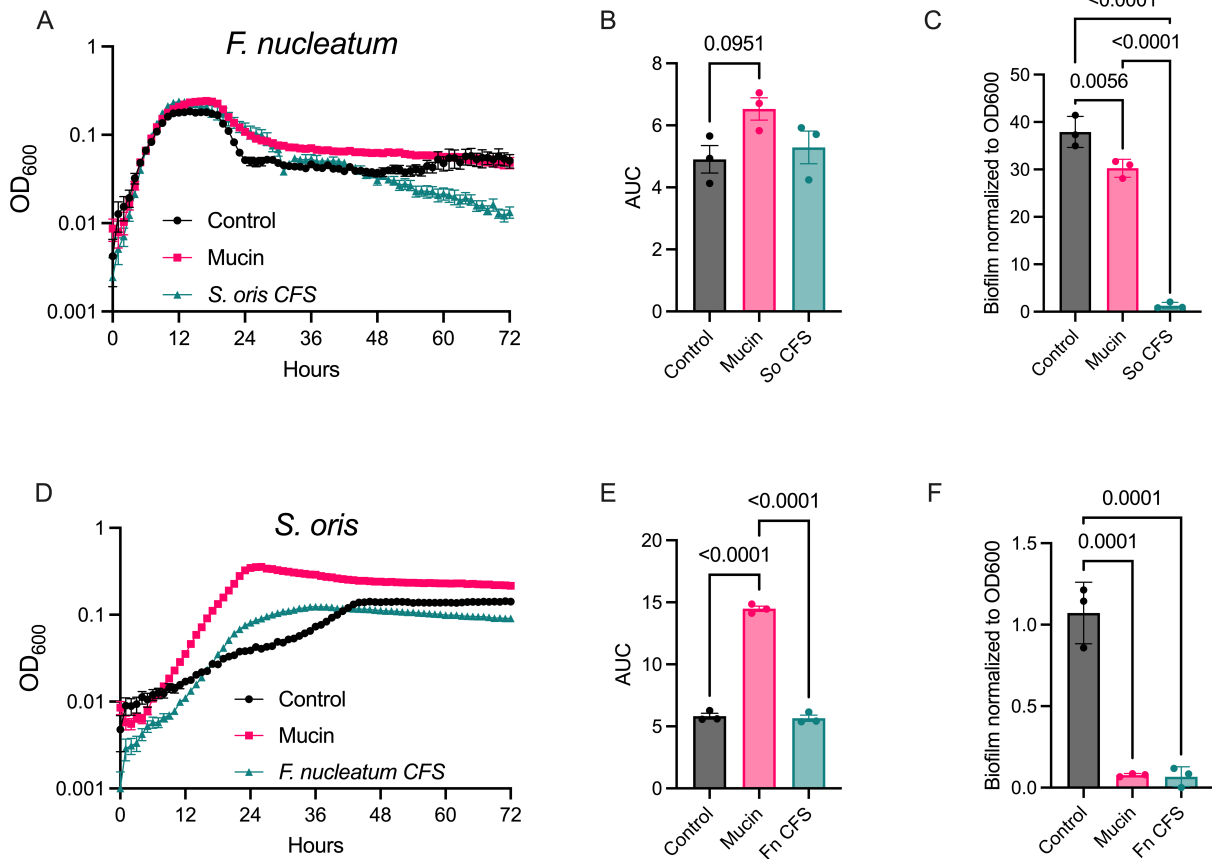 A
F. nucleatum
1
0.1
0.01
0.001
OD600
Control
Mucin
S. oris CFS
0
12
24
36
48
60
72
Hours
B
0.0951
8
6
4
2
0
AUC
Control
Mucin
So CFS
C
<0.0001
<0.0001
0.0056
50
40
30
20
10
0
Biofilm normalized to OD600
Control
Mucin
So CFS
D
S. oris
1
0.1
0.01
0.001
OD600
Control
Mucin
F. nucleatum CFS
0
12
24
36
48
60
72
Hours
E
<0.0001
<0.0001
20
15
10
5
0
AUC
Control
Mucin
Fn CFS
F
0.0001
0.0001
1.5
1.0
0.5
0.0
Biofilm normalized to OD600
Control
Mucin
Fn CFS